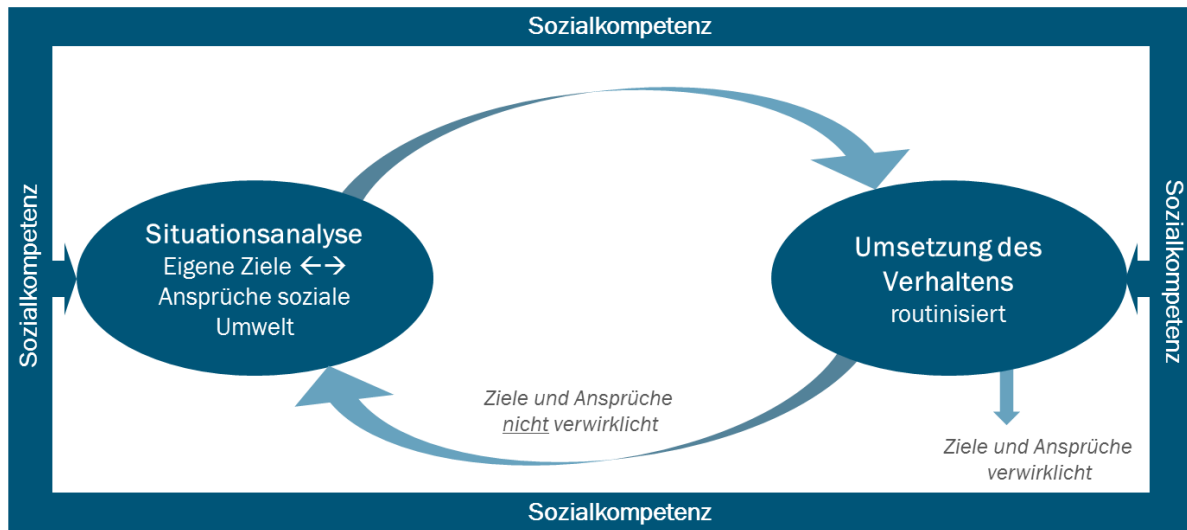 Sozialkompetenz
Sozialkompetenz
Situationsanalyse
Eigene Ziele ←→
Ansprüche soziale
Umwelt
Umsetzung des
Verhaltens
routinisiert
Sozialkompetenz
Ziele und Ansprüche
nicht verwirklicht
Ziele und Ansprüche
verwirklicht
Sozialkompetenz